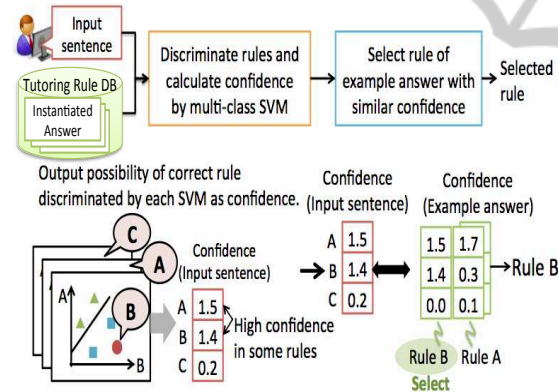 Input
sentence
Tutoring Rule DB
Instantiated
Answer
Discriminate rules and
calculate confidence
by multi-class SVM
Select rule of
example answer with
similar confidence
Selected
rule
Output possibility of correct rule
discriminated by each SVM as confidence.
C
A
B
A
B
Confidence
(Input sentence)
A 1.5
B 1.4
C 0.2
High confidence
in some rules
Confidence
(Input sentence)
A 1.5
B 1.4
C 0.2
Confidence
(Example answer)
1.5 1.7
1.4 0.3
0.0 0.1
Rule B
Rule B Rule A
Select